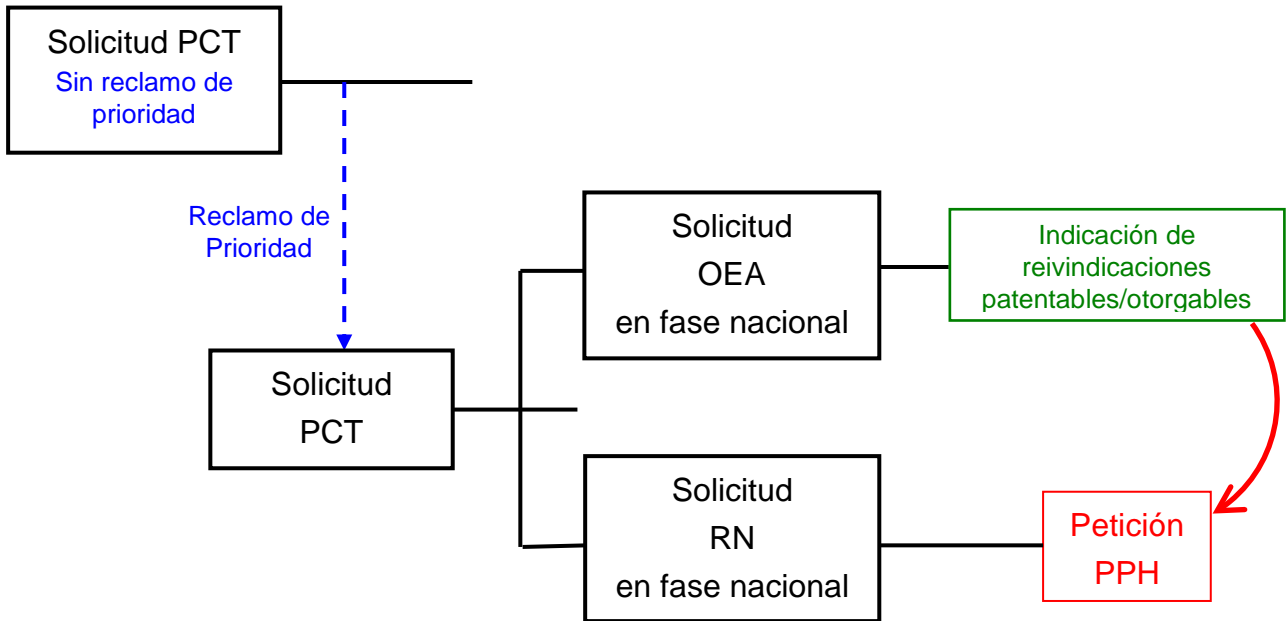 Solicitud PCT
Sin reclamo de
prioridad
Reclamo de
Prioridad
Solicitud
PCT
Solicitud
OEA
en fase nacional
Indicación de
reivindicaciones
patentables/otorgables
Solicitud
RN
en fase nacional
Petición
PPH